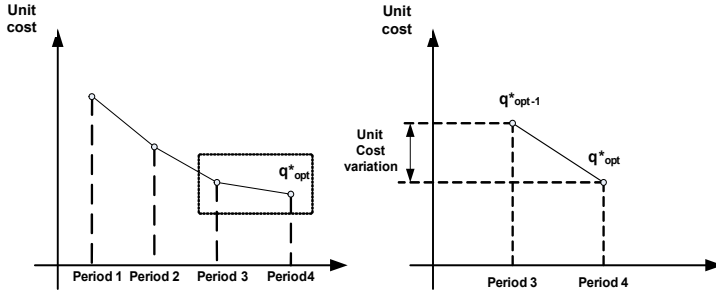 Unit
cost
q*opt
Period 1
Period 2
Period 3
Period4
Unit
cost
q*opt-1
Unit
Cost
variation
q*opt
Period 3
Period 4